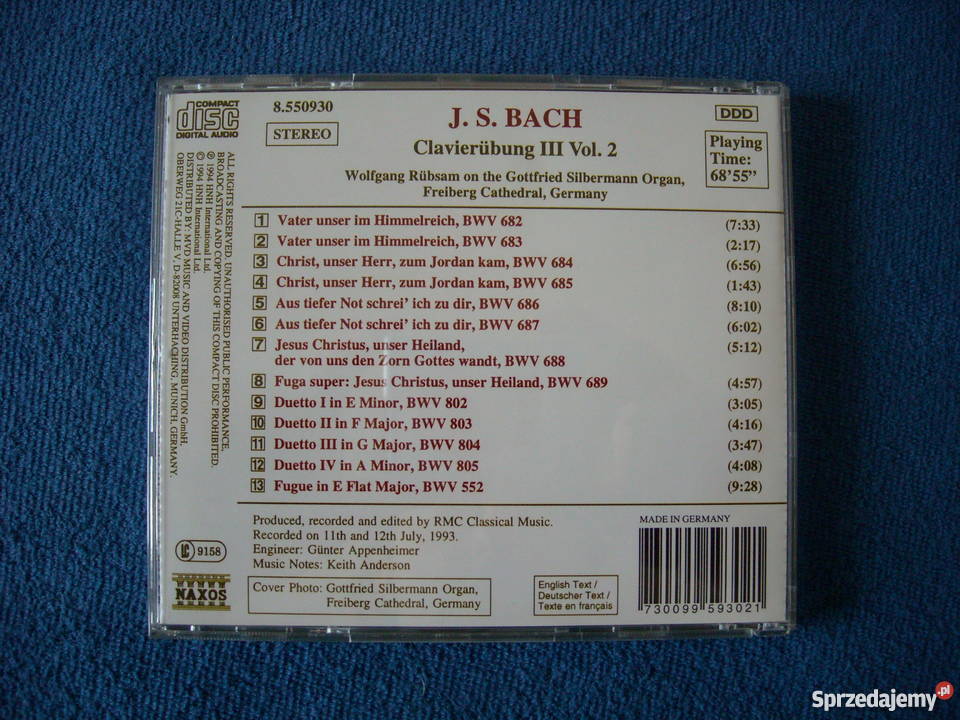 COMPACT
disc
DIGITAL AUDIO
8.550930
STEREO
J. S. BACH
Clavierübung III Vol. 2
Wolfgang Rübsam on the Gottfried Silbermann Organ,
Freiberg Cathedral, Germany
DDD
Playing
Time:
68’55”
1 Vater unser im Himmelreich, BWV 682 (7:33)
2 Vater unser im Himmelreich, BWV 683 (2:17)
3 Christ, unser Herr, zum Jordan kam, BWV 684 (6:56)
4 Christ, unser Herr, zum Jordan kam, BWV 685 (1:43)
5 Aus tiefer Not schrei’ ich zu dir, BWV 686 (8:10)
6 Aus tiefer Not schrei’ ich zu dir, BWV 687 (6:02)
7 Jesus Christus, unser Heiland, (5:12)
der von uns den Zorn Gottes wandt, BWV 688
8 Fuga super: Jesus Christus, unser Heiland, BWV 689 (4:57)
9 Duetto I in E Minor, BWV 802 (3:05)
10 Duetto II in F Major, BWV 803 (4:16)
11 Duetto III in G Major, BWV 804 (3:47)
12 Duetto IV in A Minor, BWV 805 (4:08)
13 Fugue in E Flat Major, BWV 552 (9:28)
ALL RIGHTS RESERVED. UNAUTHORISED PUBLIC PERFORMANCE,
BROADCASTING AND COPYING OF THIS COMPACT DISC PROHIBITED.
℗ 1994 HNH International Ltd.
© 1994 HNH International Ltd.
DISTRIBUTED BY: MVD MUSIC AND VIDEO DISTRIBUTION GmbH,
OBERWEG 21C-HALLE V, D-82008 UNTERHACHING, MUNICH, GERMANY.
LC 9158
NAXOS
Produced, recorded and edited by RMC Classical Music.
Recorded on 11th and 12th July, 1993.
Engineer: Günter Appenheimer
Music Notes: Keith Anderson
Cover Photo: Gottfried Silbermann Organ,
Freiberg Cathedral, Germany
English Text /
Deutscher Text /
Texte en français
MADE IN GERMANY
7 30099 59302 1
Sprzedajemy.pl